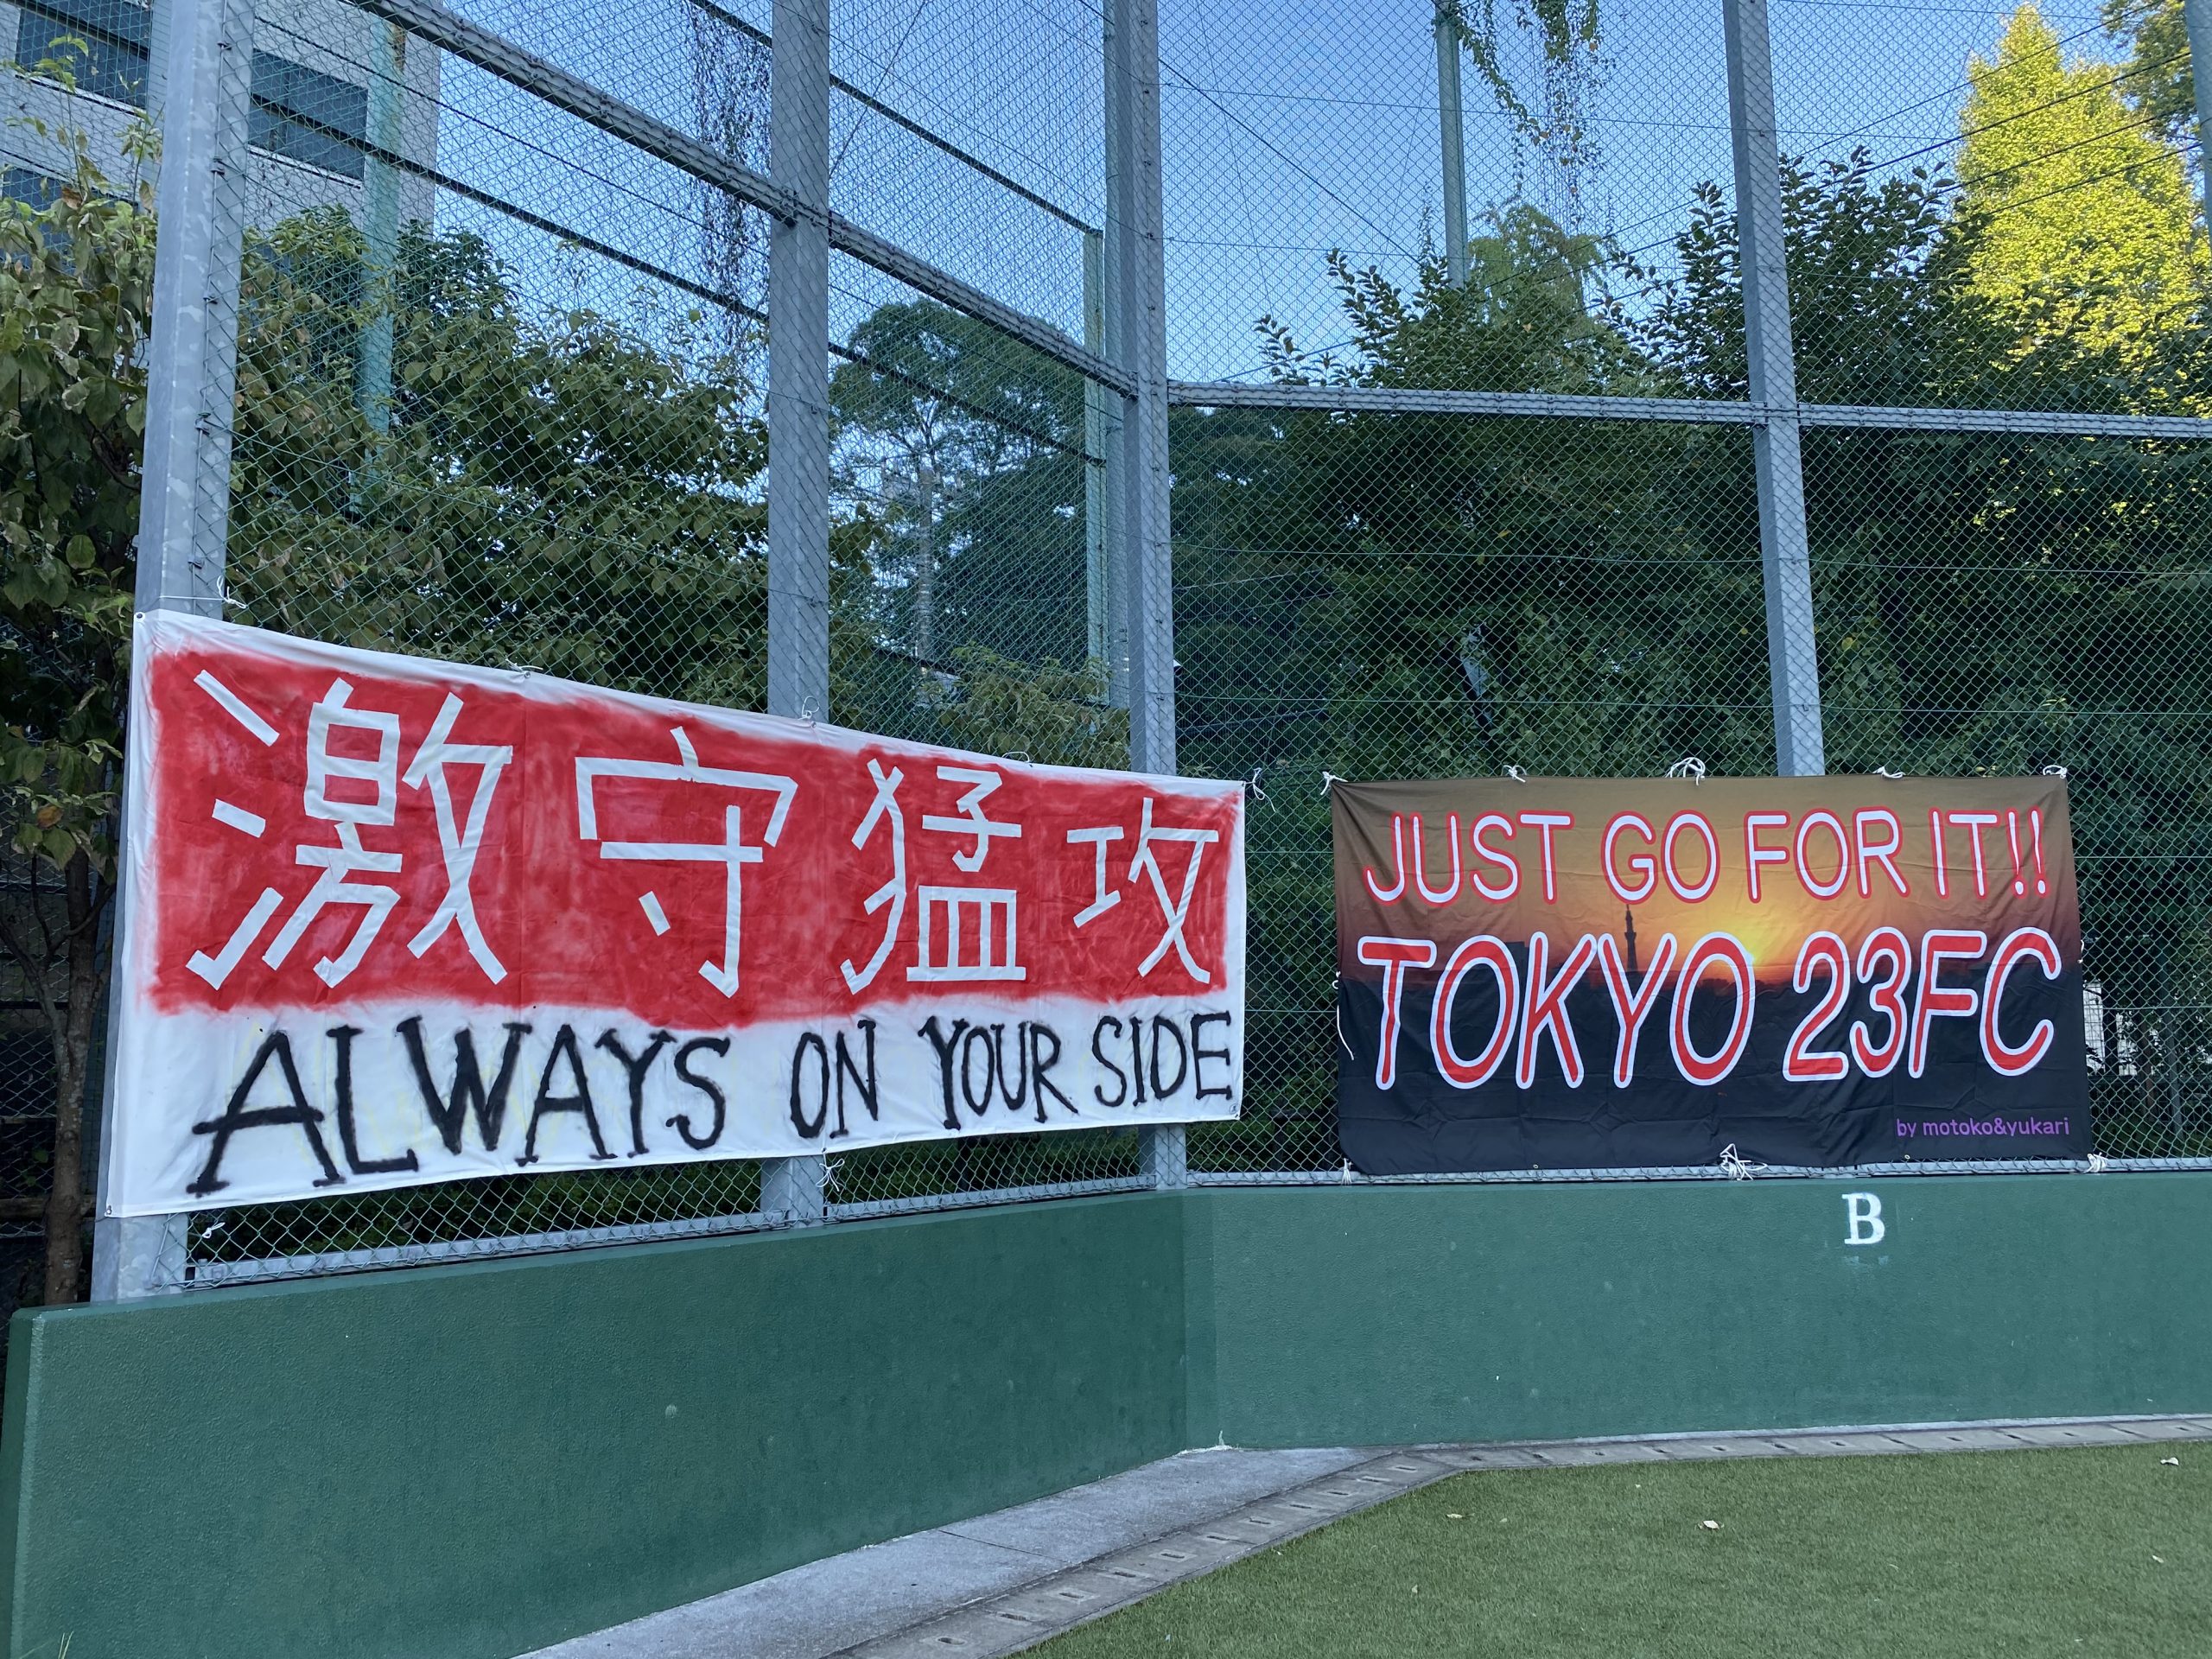 激守猛攻
ALWAYS ON YOUR SIDE
JUST GO FOR IT!!
TOKYO 23FC
by motoko&yukari
B